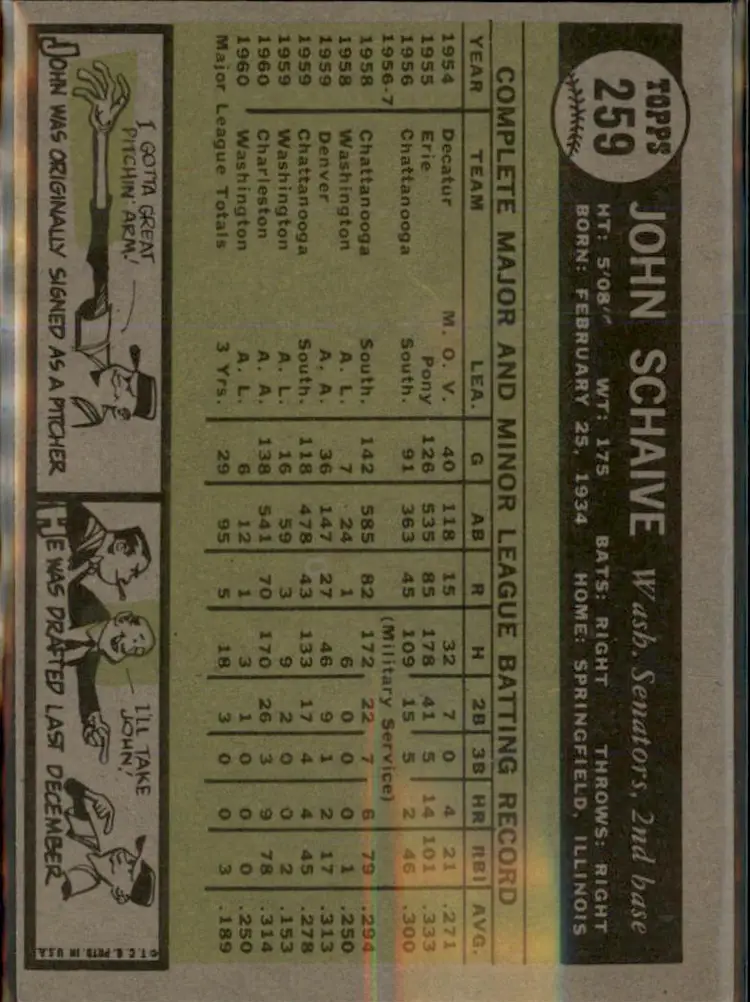 TOPPS
259
JOHN SCHAIVE Wash. Senators, 2nd base
HT: 5'08" WT: 175 BATS: RIGHT THROWS: RIGHT
BORN: FEBRUARY 25, 1934 HOME: SPRINGFIELD, ILLINOIS
COMPLETE MAJOR AND MINOR LEAGUE BATTING RECORD
YEAR TEAM LEA. G AB R H 2B 3B HR RBI AVG.
1954 Decatur M. O. V. 40 118 15 32 7 0 4 21 .271
1955 Erie Pony 126 535 85 178 41 5 14 101 .333
1956 Chattanooga South. 91 363 45 109 15 5 2 46 .300
1956-7 (Military Service)
1958 Chattanooga South. 142 585 82 172 22 7 6 79 .294
1958 Washington A. L. 7 24 1 6 0 0 0 1 .250
1959 Denver A. A. 36 147 27 46 9 1 2 17 .313
1959 Chattanooga South. 118 478 43 133 17 4 4 45 .278
1959 Washington A. L. 16 59 3 9 2 0 0 2 .153
1960 Charleston A. A. 138 541 70 170 26 3 9 78 .314
1960 Washington A. L. 6 12 1 3 1 0 0 0 .250
Major League Totals 3 Yrs. 29 95 5 18 3 0 0 3 .189
I GOTTA GREAT
PITCHIN' ARM!
JOHN WAS ORIGINALLY SIGNED AS A PITCHER
I'LL TAKE
JOHN!
HE WAS DRAFTED LAST DECEMBER
© T. C. G. PRTD. IN U.S.A.